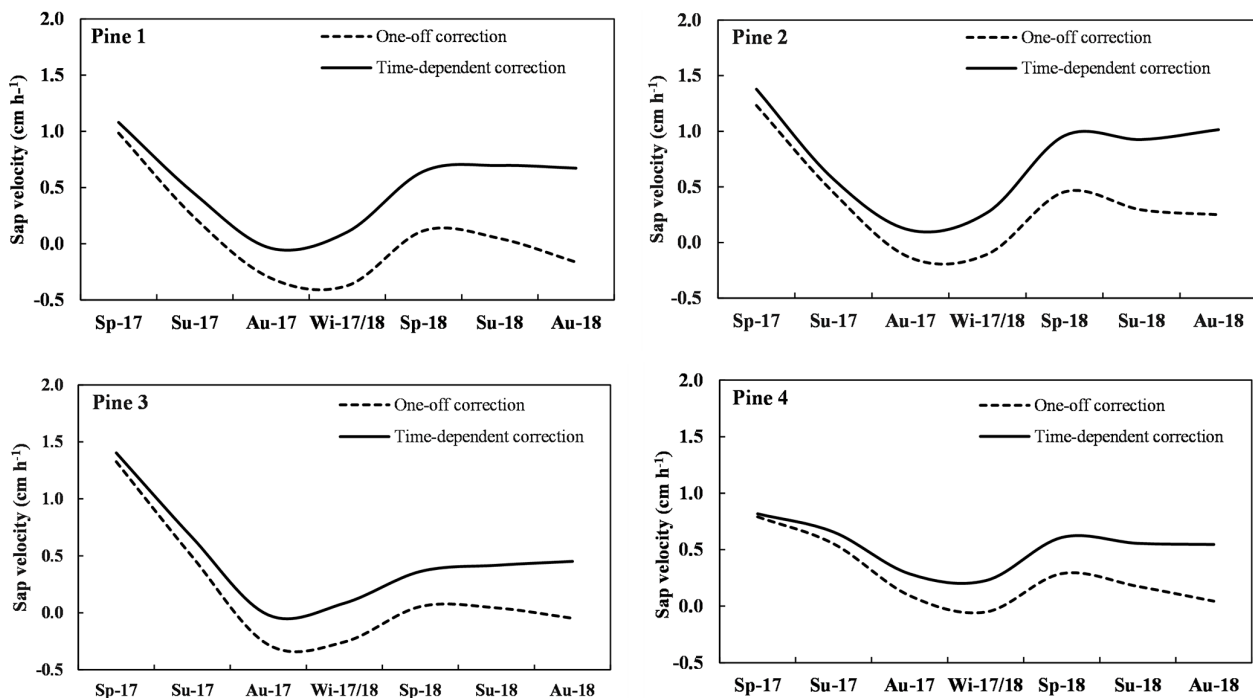 Pine 1
One-off correction
Time-dependent correction
Sap velocity (cm h-1)
2.0
1.5
1.0
0.5
0.0
-0.5
Sp-17 Su-17 Au-17 Wi-17/18 Sp-18 Su-18 Au-18
Pine 2
One-off correction
Time-dependent correction
Sap velocity (cm h-1)
2.0
1.5
1.0
0.5
0.0
-0.5
Sp-17 Su-17 Au-17 Wi-17/18 Sp-18 Su-18 Au-18
Pine 3
One-off correction
Time-dependent correction
Sap velocity (cm h-1)
2.0
1.5
1.0
0.5
0.0
-0.5
Sp-17 Su-17 Au-17 Wi-17/18 Sp-18 Su-18 Au-18
Pine 4
One-off correction
Time-dependent correction
Sap velocity (cm h-1)
2.0
1.5
1.0
0.5
0.0
-0.5
Sp-17 Su-17 Au-17 Wi-17/18 Sp-18 Su-18 Au-18